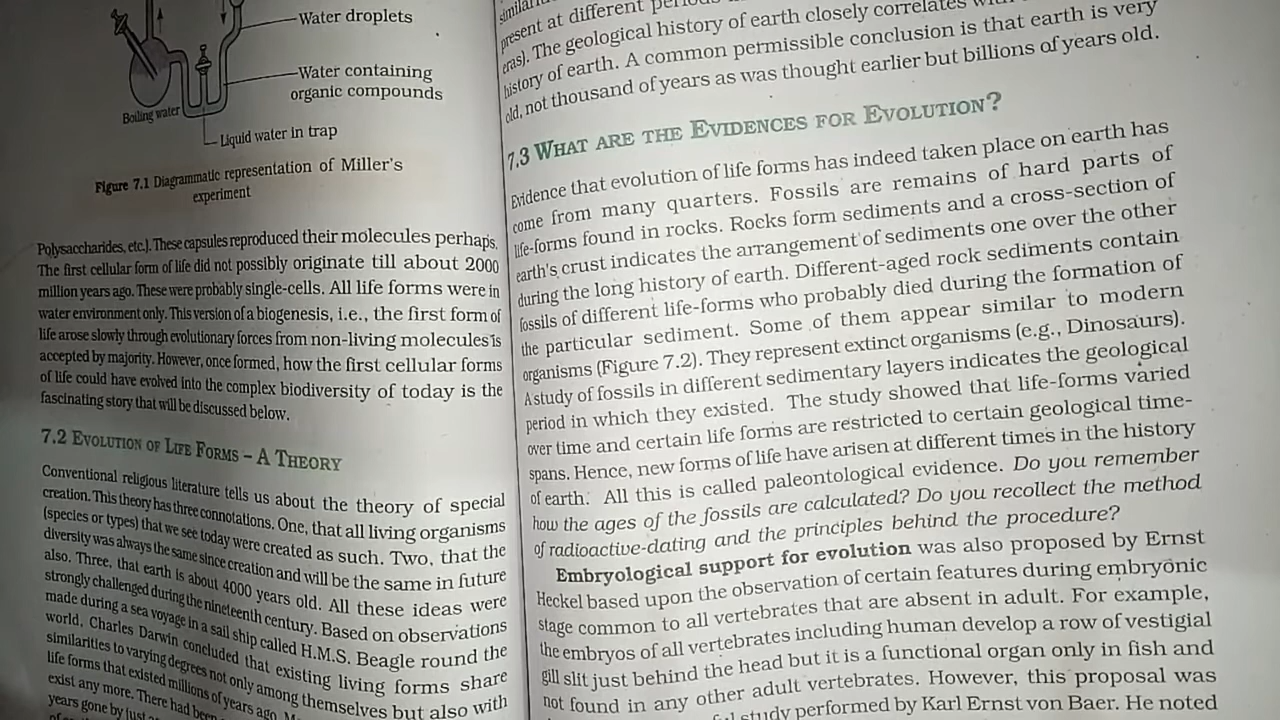 Water droplets
Water containing
organic compounds
Boiling water
Liquid water in trap
Figure 7.1 Diagrammatic representation of Miller's
experiment
Polysaccharides, etc.). These capsules reproduced their molecules perhaps.
The first cellular form of life did not possibly originate till about 2000
million years ago. These were probably single-cells. All life forms were in
water environment only. This version of a biogenesis, i.e., the first form of
life arose slowly through evolutionary forces from non-living molecules is
accepted by majority. However, once formed, how the first cellular forms
of life could have evolved into the complex biodiversity of today is the
fascinating story that will be discussed below.
7.2 EVOLUTION OF LIFE FORMS – A THEORY
Conventional religious literature tells us about the theory of special
creation. This theory has three connotations. One, that all living organisms
(species or types) that we see today were created as such. Two, that the
diversity was always the same since creation and will be the same in future
also. Three, that earth is about 4000 years old. All these ideas were
strongly challenged during the nineteenth century. Based on observations
made during a sea voyage in a sail ship called H.M.S. Beagle round the
world, Charles Darwin concluded that existing living forms share
similarities to varying degrees not only among themselves but also with
life forms that existed millions of years ago.
exist any more. There had been
years gone by just
present at different
eras). The geological history of earth closely correlates
history of earth. A common permissible conclusion is that earth is very
old, not thousand of years as was thought earlier but billions of years old.
7.3 WHAT ARE THE EVIDENCES FOR EVOLUTION?
Evidence that evolution of life forms has indeed taken place on earth has
come from many quarters. Fossils are remains of hard parts of
life-forms found in rocks. Rocks form sediments and a cross-section of
earth's crust indicates the arrangement of sediments one over the other
during the long history of earth. Different-aged rock sediments contain
fossils of different life-forms who probably died during the formation of
the particular sediment. Some of them appear similar to modern
organisms (Figure 7.2). They represent extinct organisms (e.g., Dinosaurs).
A study of fossils in different sedimentary layers indicates the geological
period in which they existed. The study showed that life-forms varied
over time and certain life forms are restricted to certain geological time-
spans. Hence, new forms of life have arisen at different times in the history
of earth. All this is called paleontological evidence. Do you remember
how the ages of the fossils are calculated? Do you recollect the method
of radioactive-dating and the principles behind the procedure?
Embryological support for evolution was also proposed by Ernst
Heckel based upon the observation of certain features during embryonic
stage common to all vertebrates that are absent in adult. For example,
the embryos of all vertebrates including human develop a row of vestigial
gill slit just behind the head but it is a functional organ only in fish and
not found in any other adult vertebrates. However, this proposal was
study performed by Karl Ernst von Baer. He noted